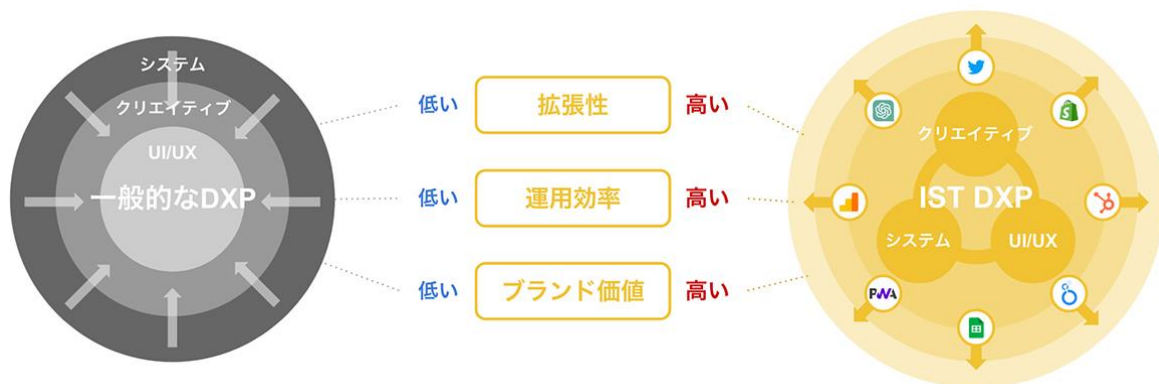 システム
クリエイティブ
UI/UX
一般的なDXP
低い 拡張性 高い
低い 運用効率 高い
低い ブランド価値 高い
クリエイティブ
IST DXP
システム
UI/UX
PWA